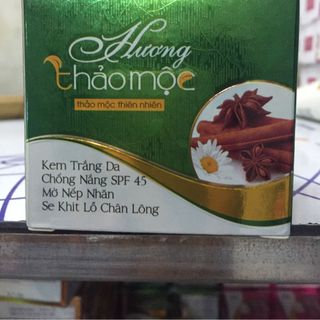 Hương
thảo mộc
thảo mộc thiên nhiên
Kem Trắng Da
Chống Nắng SPF 45
Mờ Nếp Nhăn
Se Khít Lỗ Chân Lông